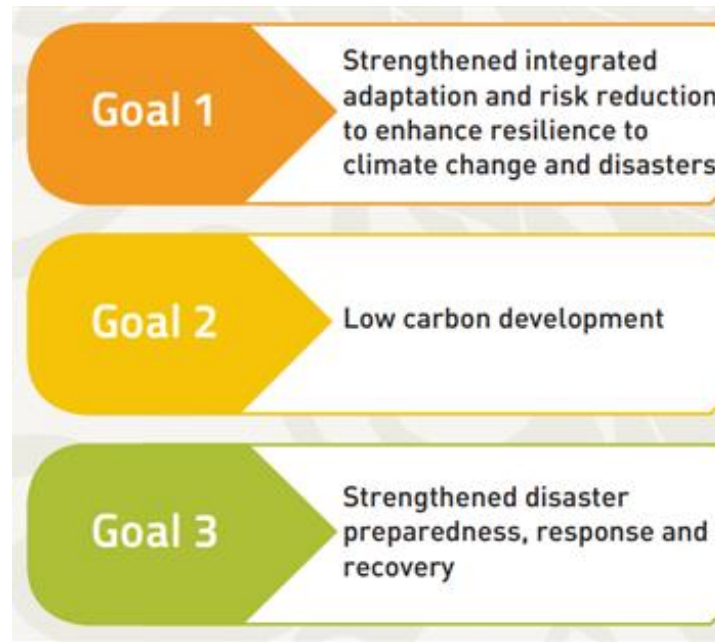 Goal 1
Strengthened integrated
adaptation and risk reduction
to enhance resilience to
climate change and disasters
Goal 2
Low carbon development
Goal 3
Strengthened disaster
preparedness, response and
recovery